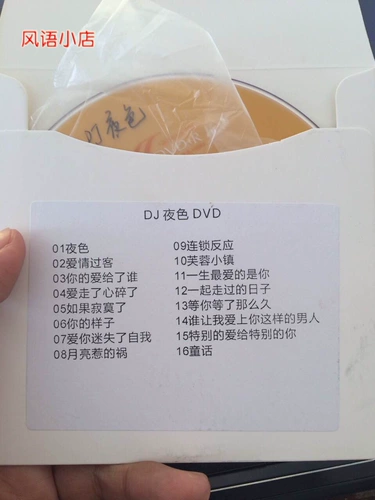 风语小店
DJ夜色
DJ 夜色 DVD
01夜色
02爱情过客
03你的爱给了谁
04爱走了心碎了
05如果寂寞了
06你的样子
07爱你迷失了自我
08月亮惹的祸
09连锁反应
10芙蓉小镇
11一生最爱的是你
12一起走过的日子
13等你等了那么久
14谁让我爱上你这样的男人
15特别的爱给特别的你
16童话